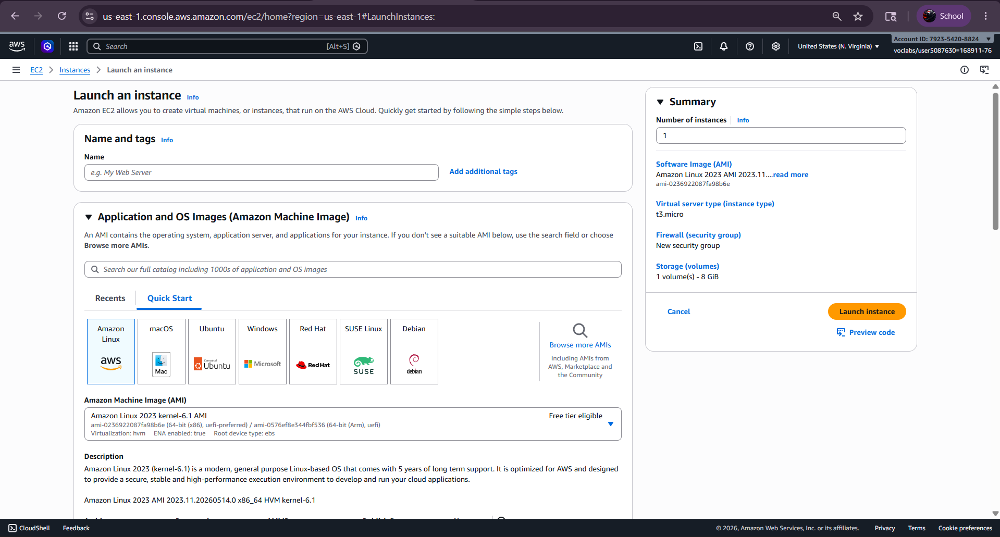 us-east-1.console.aws.amazon.com/ec2/home?region=us-east-1#LaunchInstances:
School
aws
Search
[Alt+S]
United States (N. Virginia)
Account ID: 7923-5420-8824
voclabs/user5087630=168911-76
EC2
Instances
Launch an instance
Launch an instance Info
Amazon EC2 allows you to create virtual machines, or instances, that run on the AWS Cloud. Quickly get started by following the simple steps below.
Name and tags Info
Name
e.g. My Web Server
Add additional tags
Application and OS Images (Amazon Machine Image) Info
An AMI contains the operating system, application server, and applications for your instance. If you don't see a suitable AMI below, use the search field or choose
Browse more AMIs.
Search our full catalog including 1000s of application and OS images
Recents
Quick Start
Amazon
Linux
aws
macOS
Mac
Ubuntu
Canonical
Ubuntu
Windows
Microsoft
Red Hat
Red Hat
SUSE Linux
SUSE
Debian
debian
Browse more AMIs
Including AMIs from
AWS, Marketplace and
the Community
Amazon Machine Image (AMI)
Amazon Linux 2023 kernel-6.1 AMI
Free tier eligible
ami-0236922087fa98b6e (64-bit (x86), uefi-preferred) / ami-0576ef8e344fbf536 (64-bit (Arm), uefi)
Virtualization: hvm ENA enabled: true Root device type: ebs
Description
Amazon Linux 2023 (kernel-6.1) is a modern, general purpose Linux-based OS that comes with 5 years of long term support. It is optimized for AWS and designed
to provide a secure, stable and high-performance execution environment to develop and run your cloud applications.
Amazon Linux 2023 AMI 2023.11.20260514.0 x86_64 HVM kernel-6.1
Summary
Number of instances Info
1
Software Image (AMI)
Amazon Linux 2023 AMI 2023.11....read more
ami-0236922087fa98b6e
Virtual server type (instance type)
t3.micro
Firewall (security group)
New security group
Storage (volumes)
1 volume(s) - 8 GiB
Cancel
Launch instance
Preview code
CloudShell
Feedback
© 2026, Amazon Web Services, Inc. or its affiliates.
Privacy
Terms
Cookie preferences